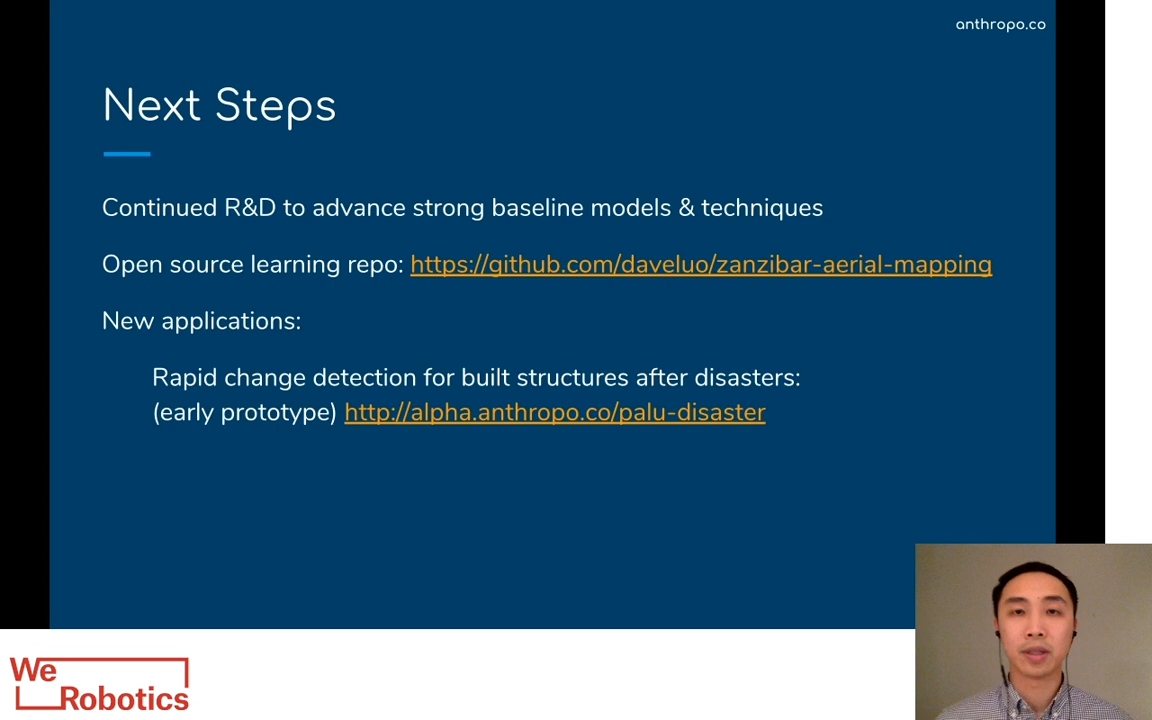 anthropo.co
Next Steps
Continued R&D to advance strong baseline models & techniques
Open source learning repo: https://github.com/daveluo/zanzibar-aerial-mapping
New applications:
Rapid change detection for built structures after disasters:
(early prototype) http://alpha.anthropo.co/palu-disaster
We
Robotics